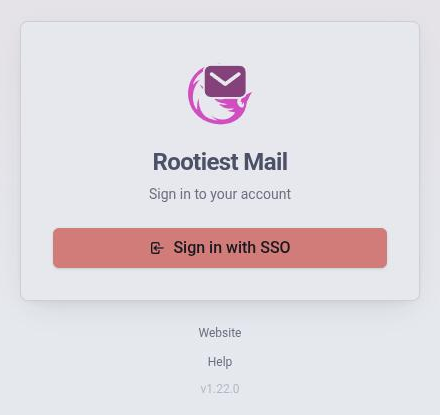 Rootiest Mail
Sign in to your account
Sign in with SSO
Website
Help
v1.22.0